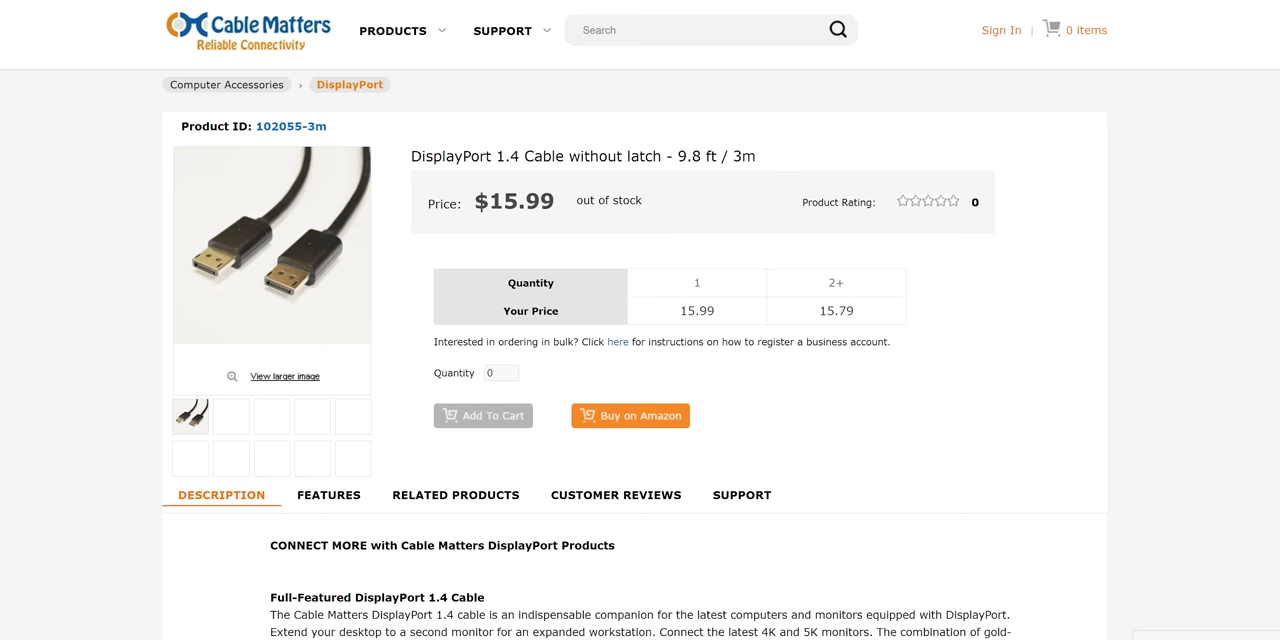 Cable Matters
Reliable Connectivity
PRODUCTS
SUPPORT
Search
Sign In | 0 items
Computer Accessories › DisplayPort
Product ID: 102055-3m
DisplayPort 1.4 Cable without latch - 9.8 ft / 3m
Price: $15.99 out of stock Product Rating: 0
Quantity 1 2+
Your Price 15.99 15.79
Interested in ordering in bulk? Click here for instructions on how to register a business account.
Quantity 0
View larger image
Add To Cart Buy on Amazon
DESCRIPTION FEATURES RELATED PRODUCTS CUSTOMER REVIEWS SUPPORT
CONNECT MORE with Cable Matters DisplayPort Products
Full-Featured DisplayPort 1.4 Cable
The Cable Matters DisplayPort 1.4 cable is an indispensable companion for the latest computers and monitors equipped with DisplayPort.
Extend your desktop to a second monitor for an expanded workstation. Connect the latest 4K and 5K monitors. The combination of gold-